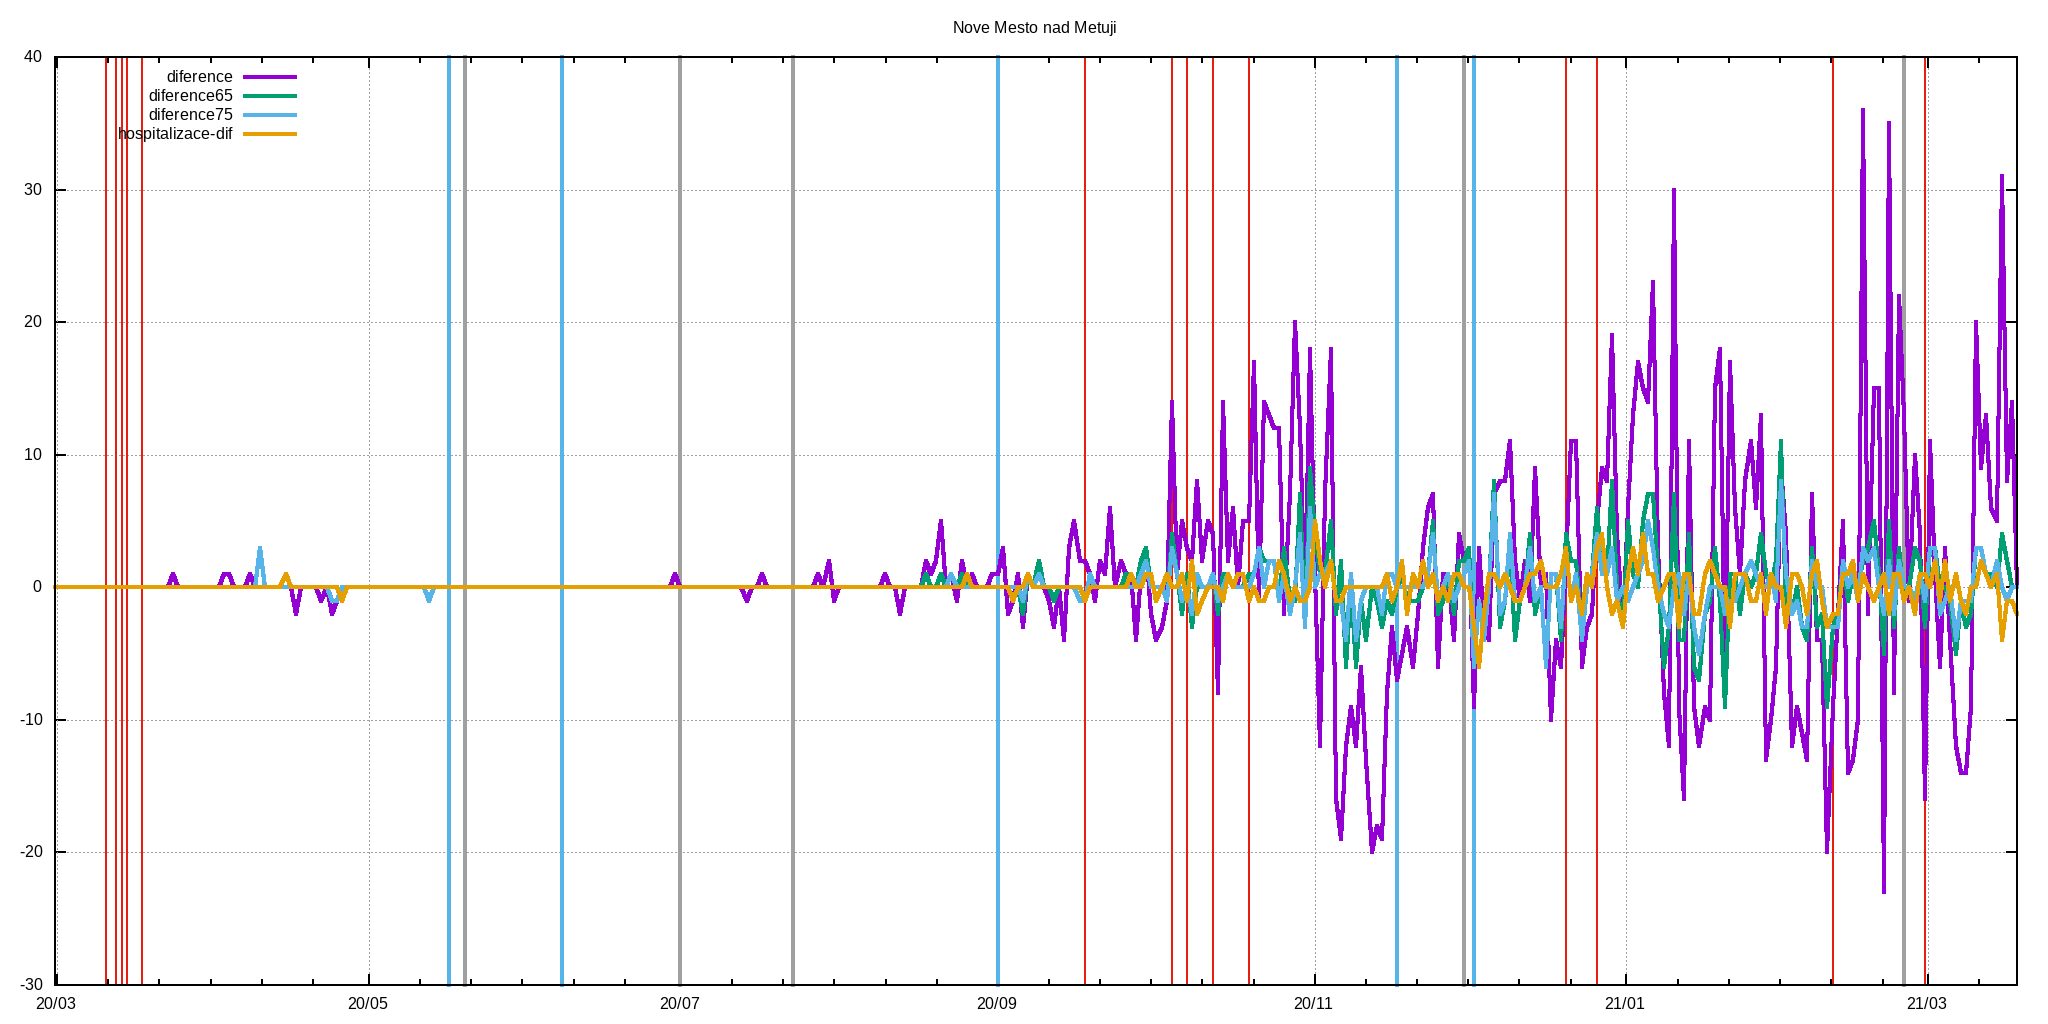 Nove Mesto nad Metuji
40
30
20
10
0
-10
-20
-30
diference
diference65
diference75
hospitalizace-dif
20/03 20/05 20/07 20/09 20/11 21/01 21/03